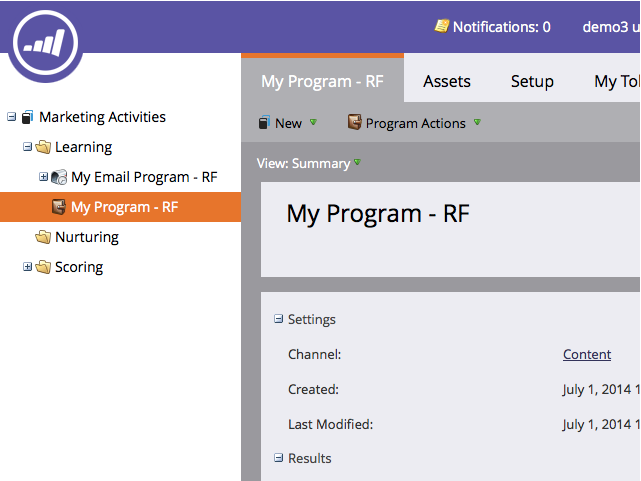 Notifications: 0 demo3 u
My Program - RF Assets Setup My Tol
Marketing Activities
New Program Actions
Learning
View: Summary
My Email Program - RF
My Program - RF
My Program - RF
Nurturing
Scoring
Settings
Channel: Content
Created: July 1, 2014 1
Last Modified: July 1, 2014 1
Results